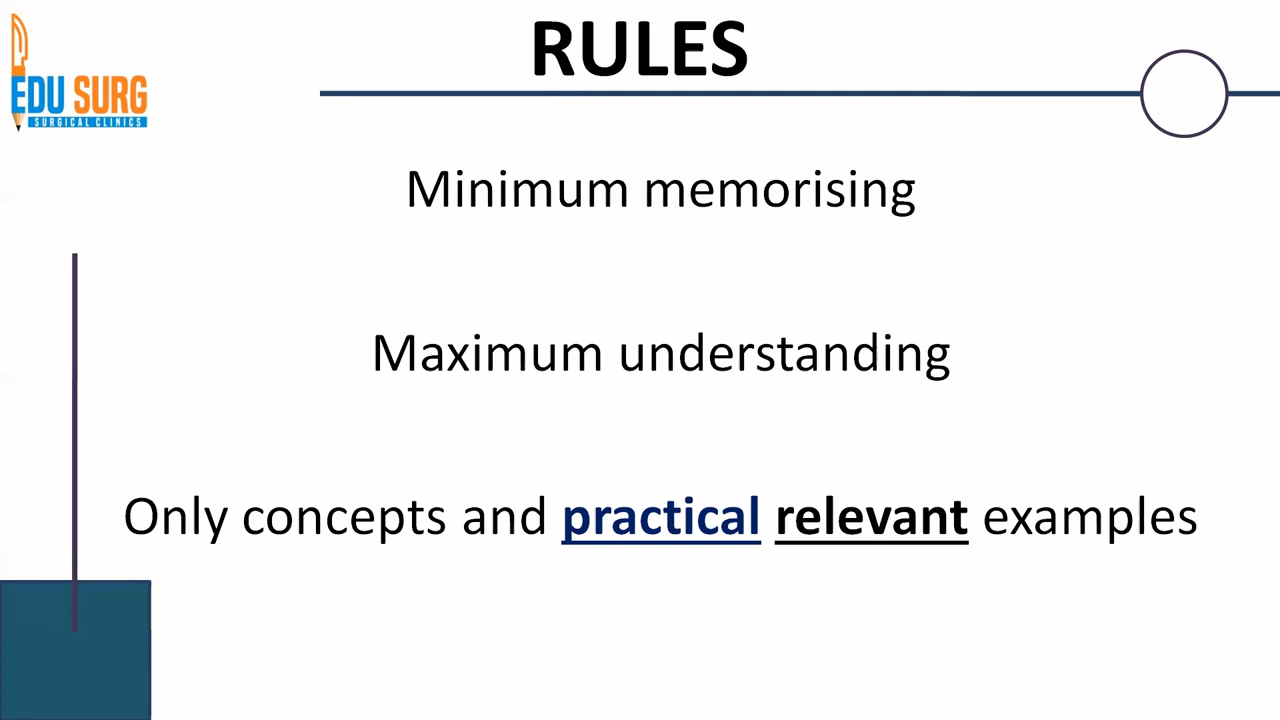 RULES
EDU SURG
SURGICAL CLINICS
Minimum memorising
Maximum understanding
Only concepts and practical relevant examples